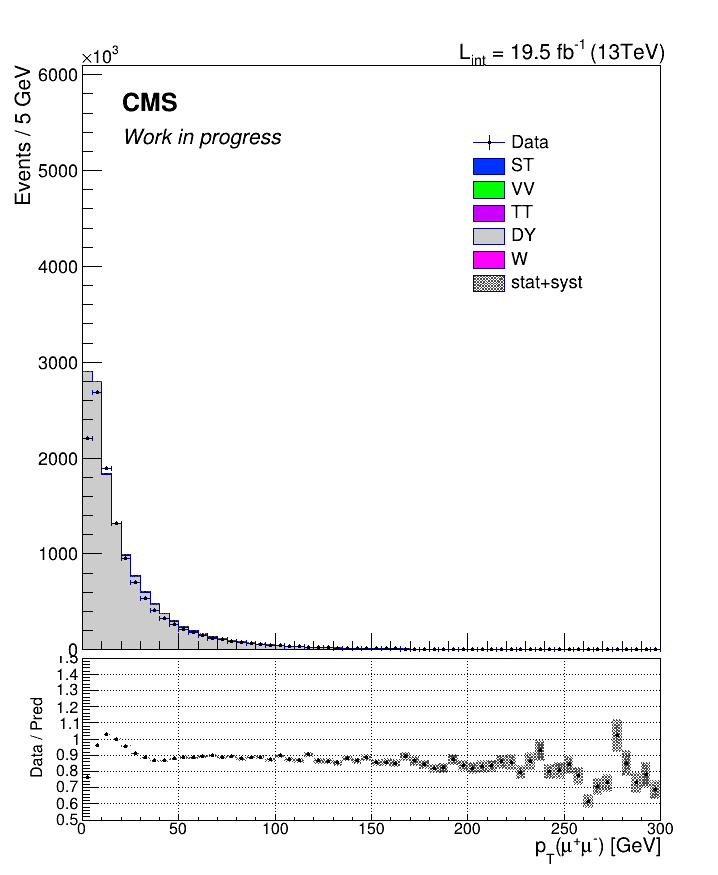 ×10³
L_int = 19.5 fb⁻¹ (13TeV)
Events / 5 GeV
6000
5000
4000
3000
2000
1000
0
CMS
Work in progress
Data
ST
VV
TT
DY
W
stat+syst
Data / Pred
1.5
1.4
1.3
1.2
1.1
1
0.9
0.8
0.7
0.6
0.5
0 50 100 150 200 250 300
p_T(μ⁺μ⁻) [GeV]